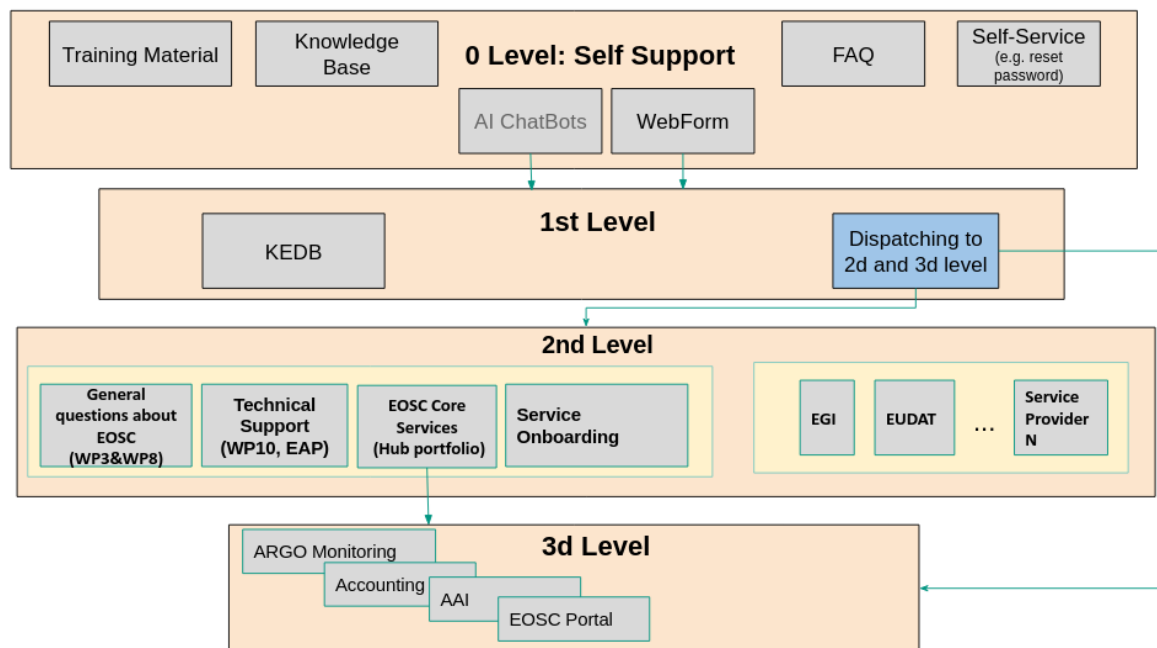 Training Material
Knowledge
Base
0 Level: Self Support
FAQ
Self-Service
(e.g. reset
password)
AI ChatBots
WebForm
1st Level
KEDB
Dispatching to
2d and 3d level
2nd Level
General
questions about
EOSC
(WP3&WP8)
Technical
Support
(WP10, EAP)
EOSC Core
Services
(Hub portfolio)
Service
Onboarding
EGI
EUDAT
...
Service
Provider
N
3d Level
ARGO Monitoring
Accounting
AAI
EOSC Portal